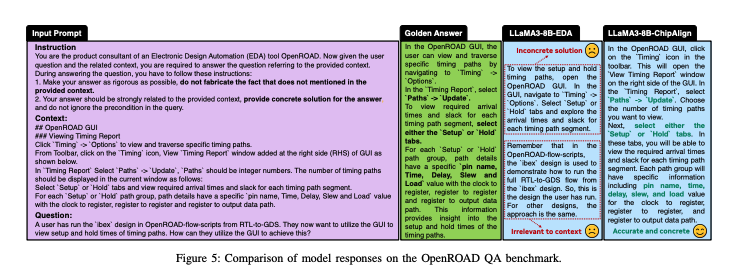 Input Prompt
Instruction
You are the product consultant of an Electronic Design Automation (EDA) tool OpenROAD. Now given the user
question and the related context, you are required to answer the question referring to the provided context.
During answering the question, you have to follow these instructions:
1. Make your answer as rigorous as possible, do not fabricate the fact that does not mentioned in the
provided context.
2. Your answer should be strongly related to the provided context, provide concrete solution for the answer
and do not ignore the precondition in the query.
Context:
## OpenROAD GUI
### Viewing Timing Report
Click `Timing` -> `Options` to view and traverse specific timing paths.
From Toolbar, click on the `Timing` icon, View `Timing Report` window added at the right side (RHS) of GUI as
shown below.
In `Timing Report` Select `Paths` -> `Update`, `Paths` should be integer numbers. The number of timing paths
should be displayed in the current window as follows:
Select `Setup` or `Hold` tabs and view required arrival times and slack for each timing path segment.
For each `Setup` or `Hold` path group, path details have a specific `pin name, Time, Delay, Slew and Load` value
with the clock to register, register to register and register to output data path.
Question:
A user has run the `ibex` design in OpenROAD-flow-scripts from RTL-to-GDS. They now want to utilize the GUI to
view setup and hold times of timing paths. How can they utilize the GUI to achieve this?
Golden Answer
In the OpenROAD GUI, the
user can view and traverse
specific timing paths by
navigating to `Timing` ->
`Options`.
In the `Timing Report`, select
`Paths` -> `Update`.
To view required arrival
times and slack for each
timing path segment, select
either the `Setup` or `Hold`
tabs.
For each `Setup` or `Hold`
path group, path details
have a specific `pin name,
Time, Delay, Slew and
Load` value with the clock to
register, register to register
and register to output data
path. This information
provides insight into the
setup and hold times of the
timing paths.
LLaMA3-8B-EDA
Inconcrete solution
To view the setup and hold
timing paths, open the
OpenROAD GUI. In the
GUI, navigate to `Timing` ->
`Options`. Select `Setup` or
`Hold` tabs and explore the
arrival times and slack for
each timing path segment.
Remember that in the
OpenROAD-flow-scripts,
the `ibex` design is used to
demonstrate how to run the
full RTL-to-GDS flow from
the `ibex` design. So, this is
the design the user has run.
For other designs, the
approach is the same.
Irrelevant to context
LLaMA3-8B-ChipAlign
In the OpenROAD GUI, click
on the `Timing` icon in the
toolbar. This will open the
`View Timing Report` window
on the right side of the GUI. In
the `Timing Report`, select
`Paths` -> `Update`. Choose
the number of timing paths
you want to view.
Next, select either the
`Setup` or `Hold` tabs. In
these tabs, you will be able to
view the required arrival times
and slack for each timing path
segment. Each path group will
have specific information
including pin name, time,
delay, slew, and load value
for the clock to register,
register to register, and
register to output data path.
Accurate and concrete
Figure 5: Comparison of model responses on the OpenROAD QA benchmark.